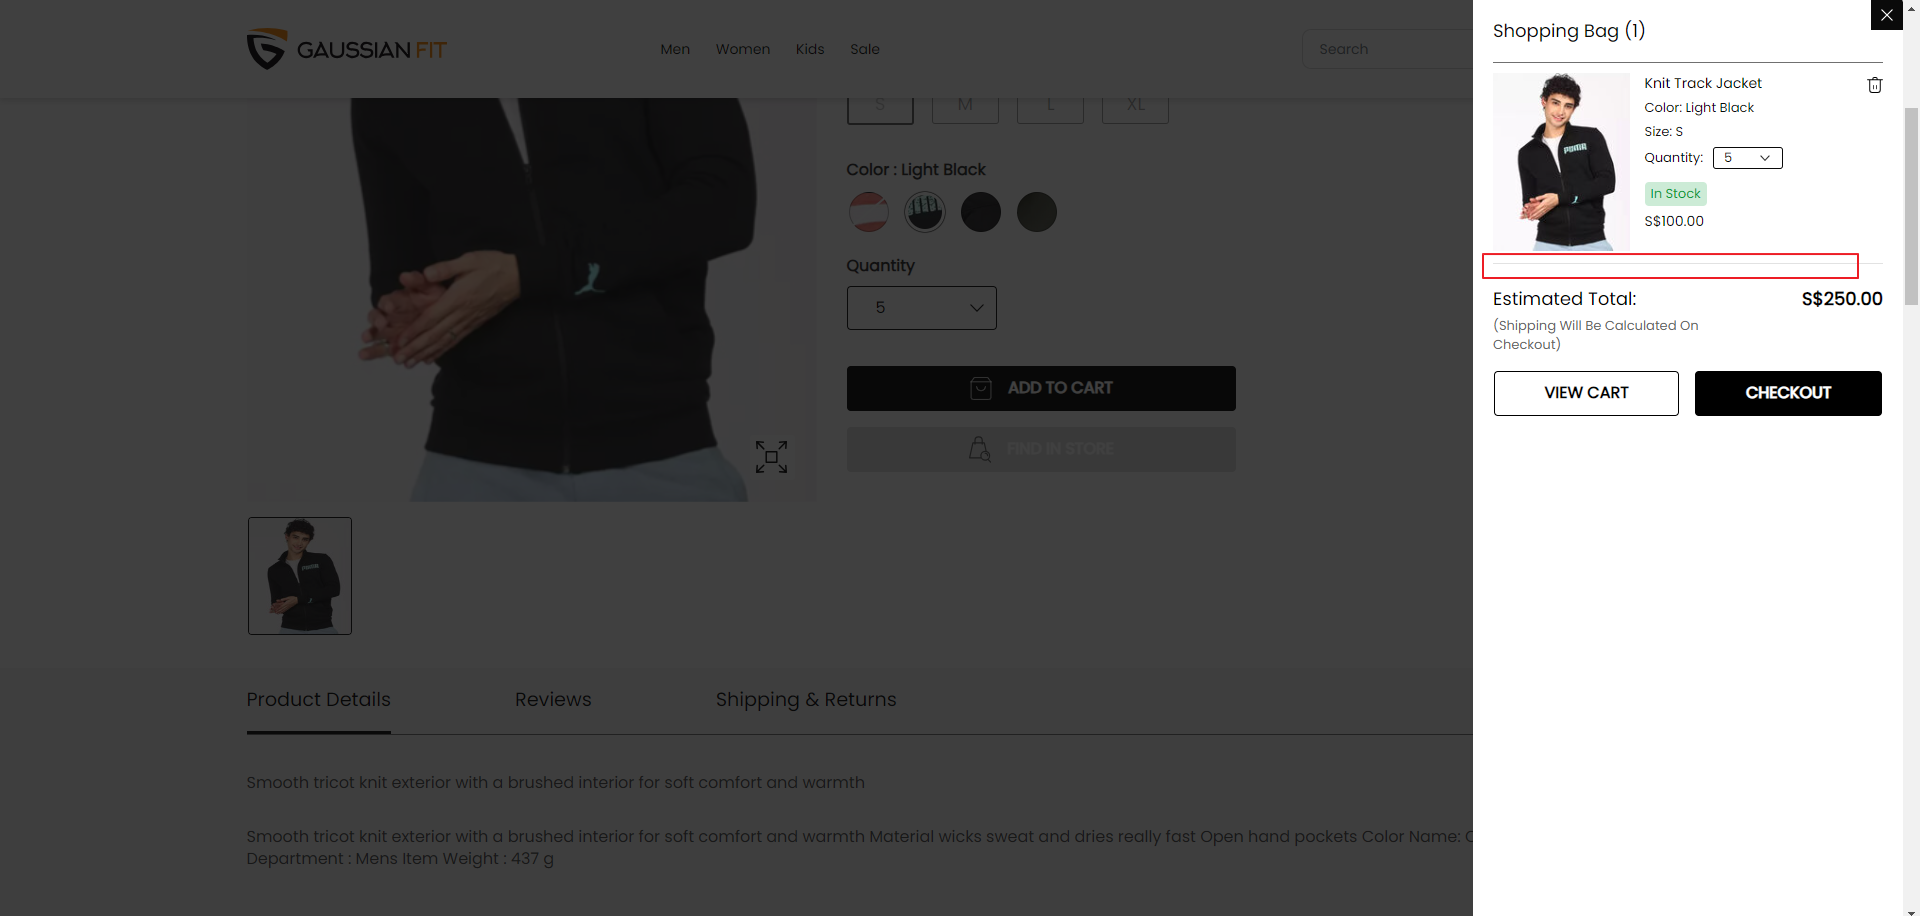 GAUSSIAN FIT
Men
Women
Kids
Sale
Search
S
M
L
XL
Color : Light Black
Quantity
5
ADD TO CART
FIND IN STORE
Product Details
Reviews
Shipping & Returns
Smooth tricot knit exterior with a brushed interior for soft comfort and warmth
Smooth tricot knit exterior with a brushed interior for soft comfort and warmth Material wicks sweat and dries really fast Open hand pockets Color Name:
Department : Mens Item Weight : 437 g
Shopping Bag (1)
PUMA
Knit Track Jacket
Color: Light Black
Size: S
Quantity: 5
In Stock
S$100.00
Estimated Total: S$250.00
(Shipping Will Be Calculated On
Checkout)
VIEW CART
CHECKOUT